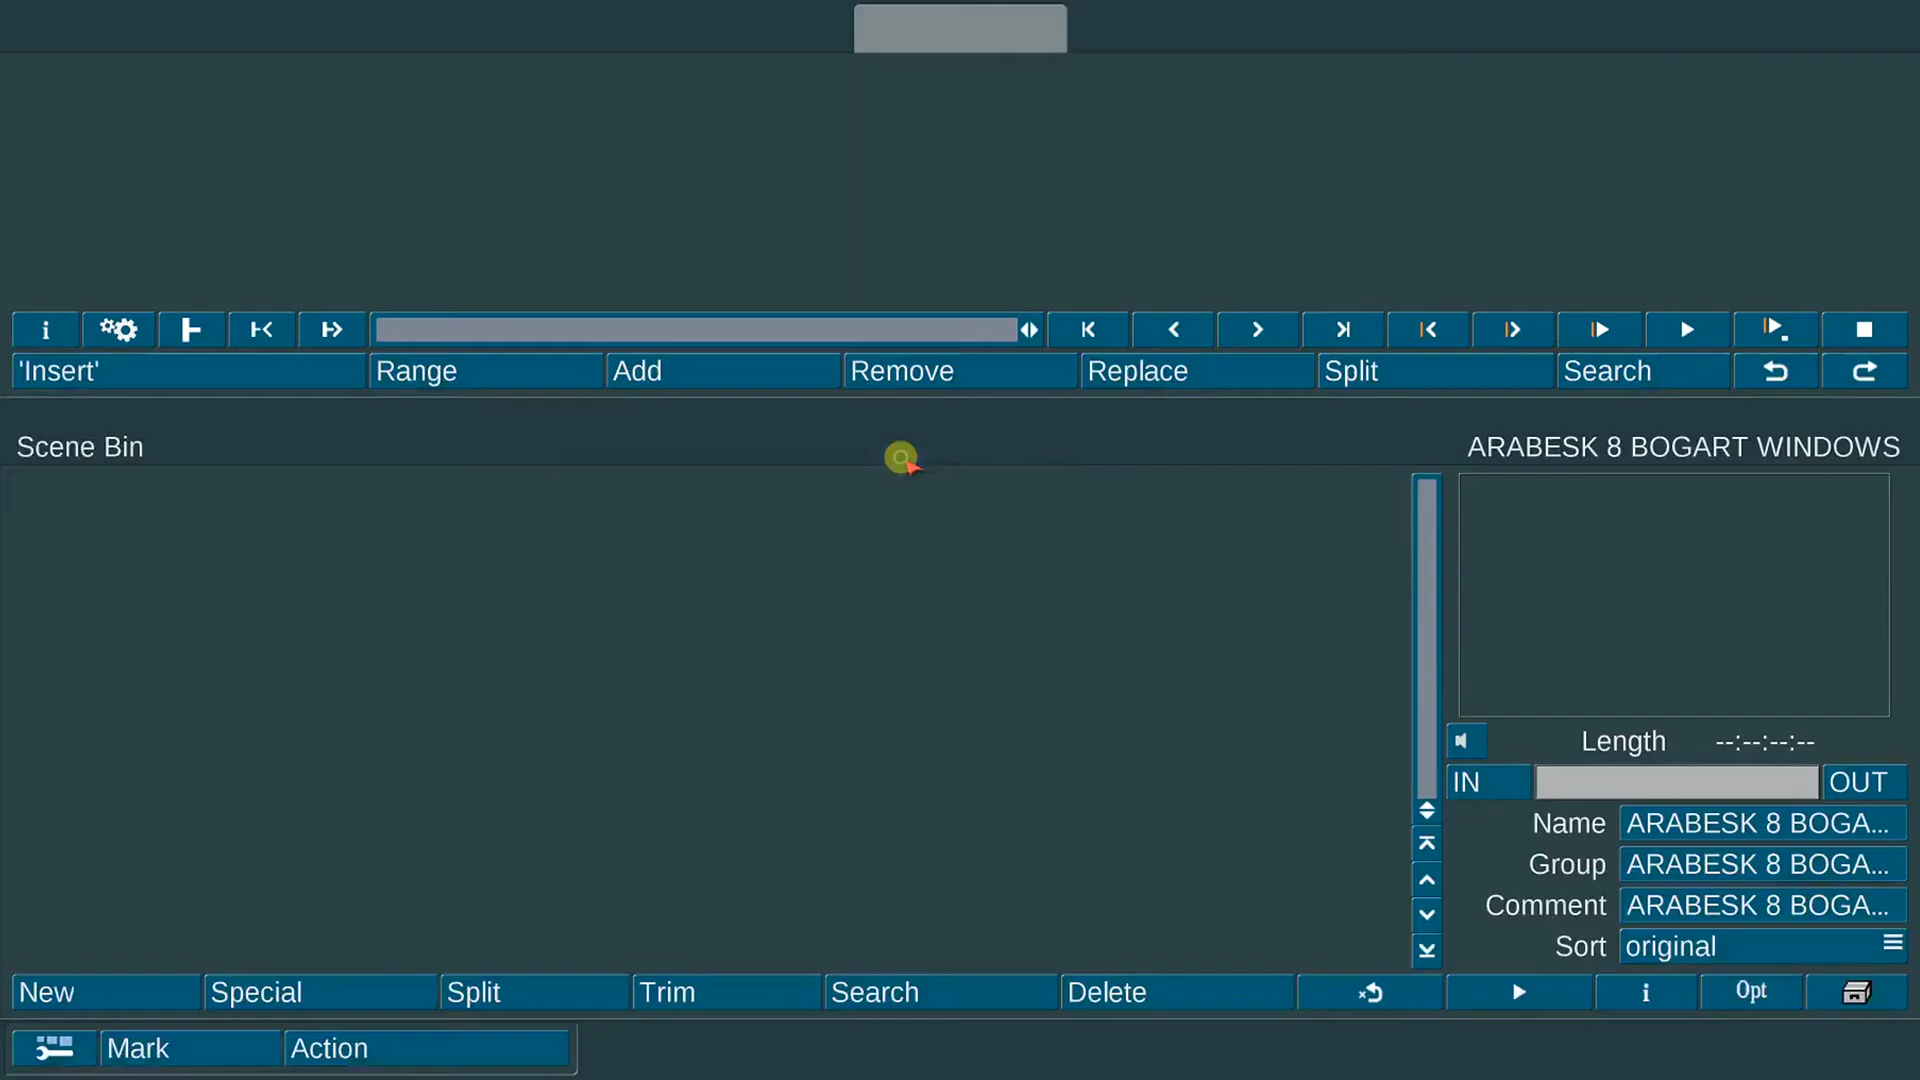 'Insert'
Range
Add
Remove
Replace
Split
Search
Scene Bin
ARABESK 8 BOGART WINDOWS
Length --:--:--:--
IN
OUT
Name ARABESK 8 BOGA...
Group ARABESK 8 BOGA...
Comment ARABESK 8 BOGA...
Sort original
New
Special
Split
Trim
Search
Delete
i
Opt
Mark
Action